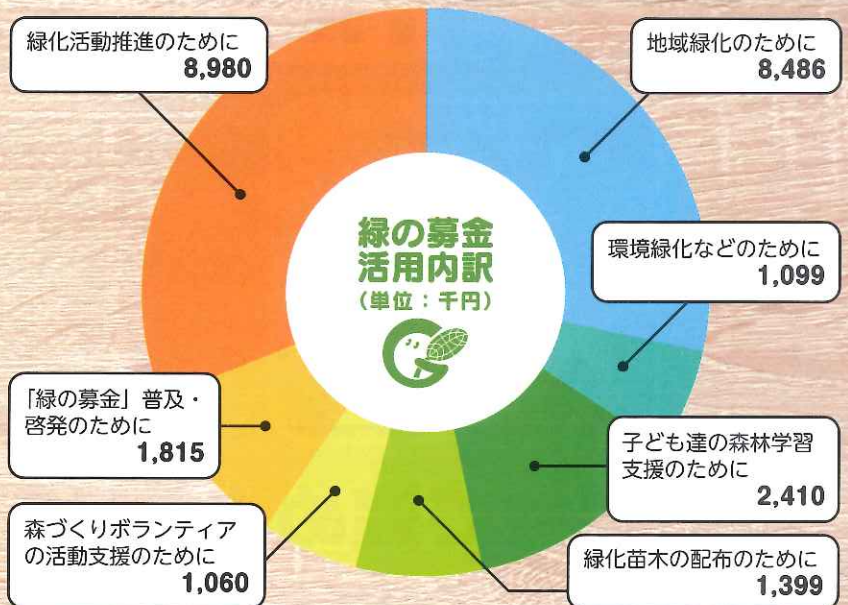 緑の募金
活用内訳
(単位:千円)
地域緑化のために
8,486
環境緑化などのために
1,099
子ども達の森林学習
支援のために
2,410
緑化苗木の配布のために
1,399
森づくりボランティア
の活動支援のために
1,060
「緑の募金」普及・
啓発のために
1,815
緑化活動推進のために
8,980